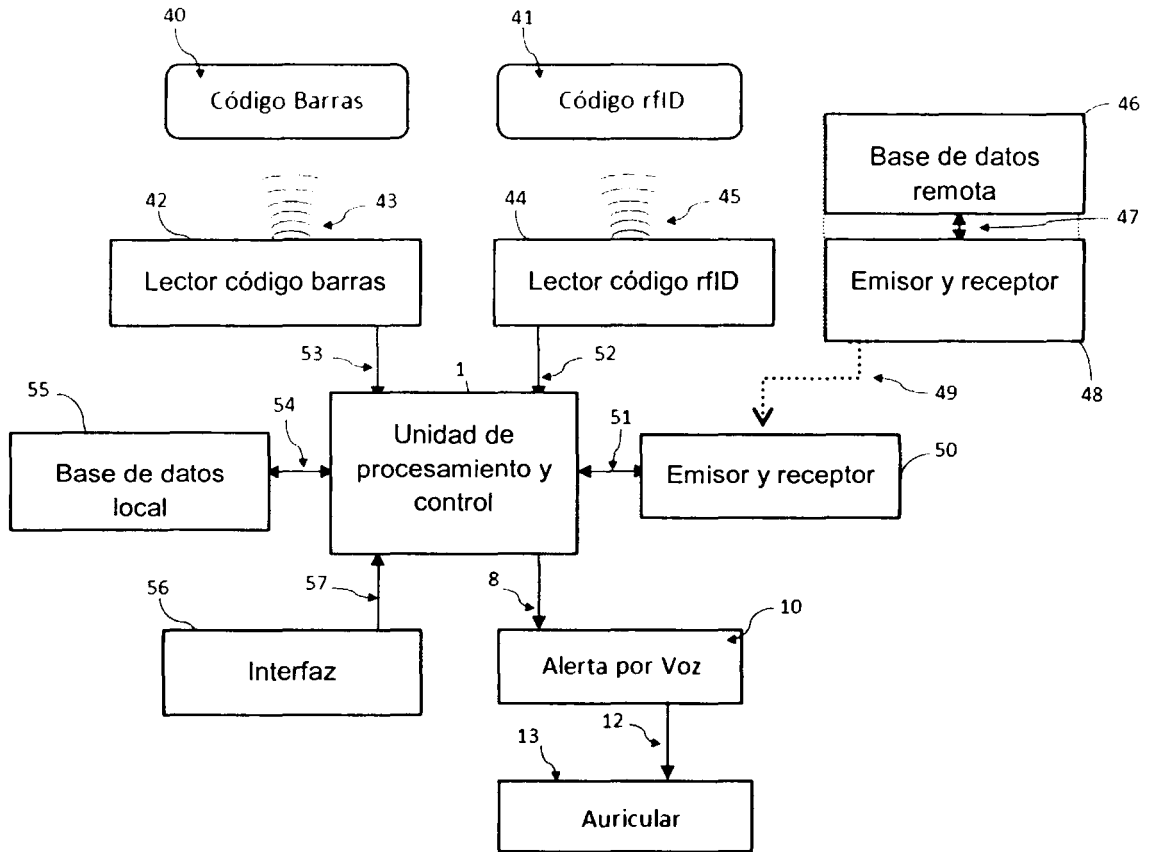 40
41
Código Barras
Código rfID
46
Base de datos
remota
42
43
44
45
47
Lector código barras
Lector código rfID
Emisor y receptor
53
1
52
49
48
55
54
Unidad de
procesamiento y
control
51
50
Base de datos
local
Emisor y receptor
57
8
56
10
Interfaz
Alerta por Voz
12
13
Auricular